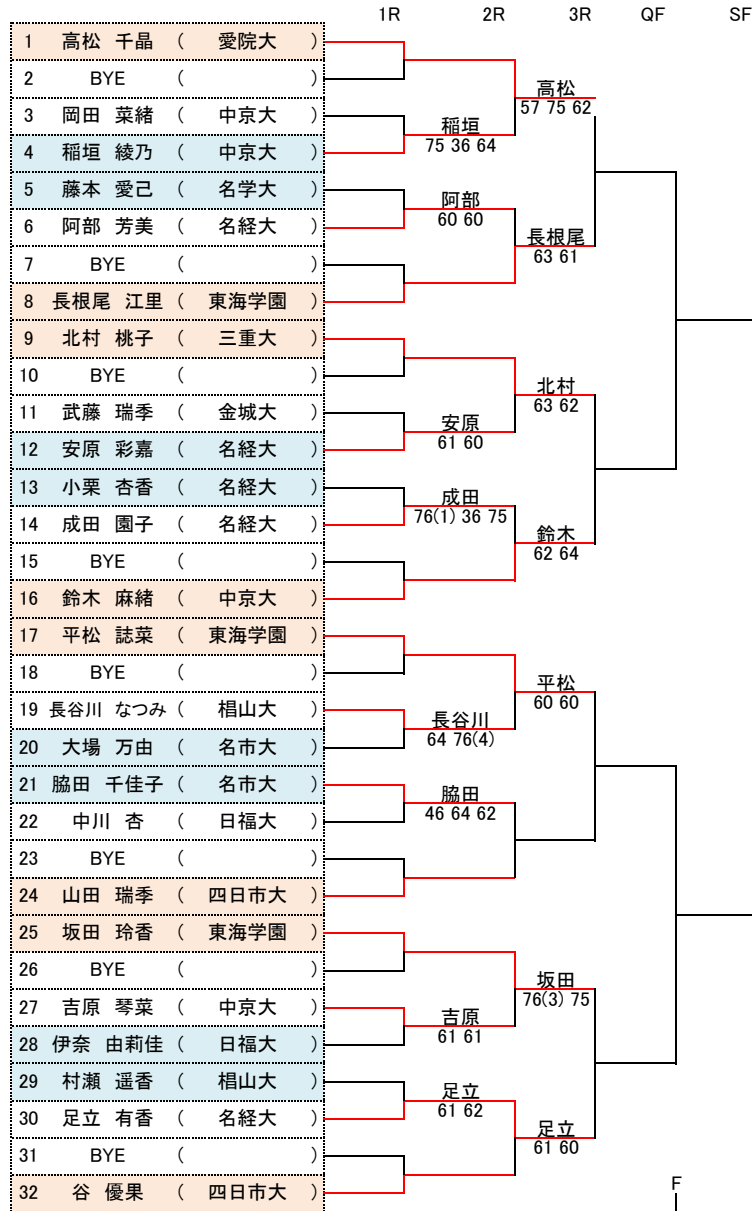 1R 2R 3R QF SF
1 高松 千晶 ( 愛院大 )
2 BYE ( )
高松
57 75 62
3 岡田 菜緒 ( 中京大 )
稲垣
75 36 64
4 稲垣 綾乃 ( 中京大 )
5 藤本 愛己 ( 名学大 )
阿部
60 60
6 阿部 芳美 ( 名経大 )
長根尾
63 61
7 BYE ( )
8 長根尾 江里 ( 東海学園 )
9 北村 桃子 ( 三重大 )
10 BYE ( )
北村
63 62
11 武藤 瑞季 ( 金城大 )
安原
61 60
12 安原 彩嘉 ( 名経大 )
13 小栗 杏香 ( 名経大 )
成田
76(1) 36 75
14 成田 園子 ( 名経大 )
鈴木
62 64
15 BYE ( )
16 鈴木 麻緒 ( 中京大 )
17 平松 誌菜 ( 東海学園 )
18 BYE ( )
平松
60 60
19 長谷川 なつみ ( 椙山大 )
長谷川
64 76(4)
20 大場 万由 ( 名市大 )
21 脇田 千佳子 ( 名市大 )
脇田
46 64 62
22 中川 杏 ( 日福大 )
23 BYE ( )
24 山田 瑞季 ( 四日市大 )
25 坂田 玲香 ( 東海学園 )
26 BYE ( )
坂田
76(3) 75
27 吉原 琴菜 ( 中京大 )
吉原
61 61
28 伊奈 由莉佳 ( 日福大 )
29 村瀬 遥香 ( 椙山大 )
足立
61 62
30 足立 有香 ( 名経大 )
足立
61 60
31 BYE ( )
32 谷 優果 ( 四日市大 )
F